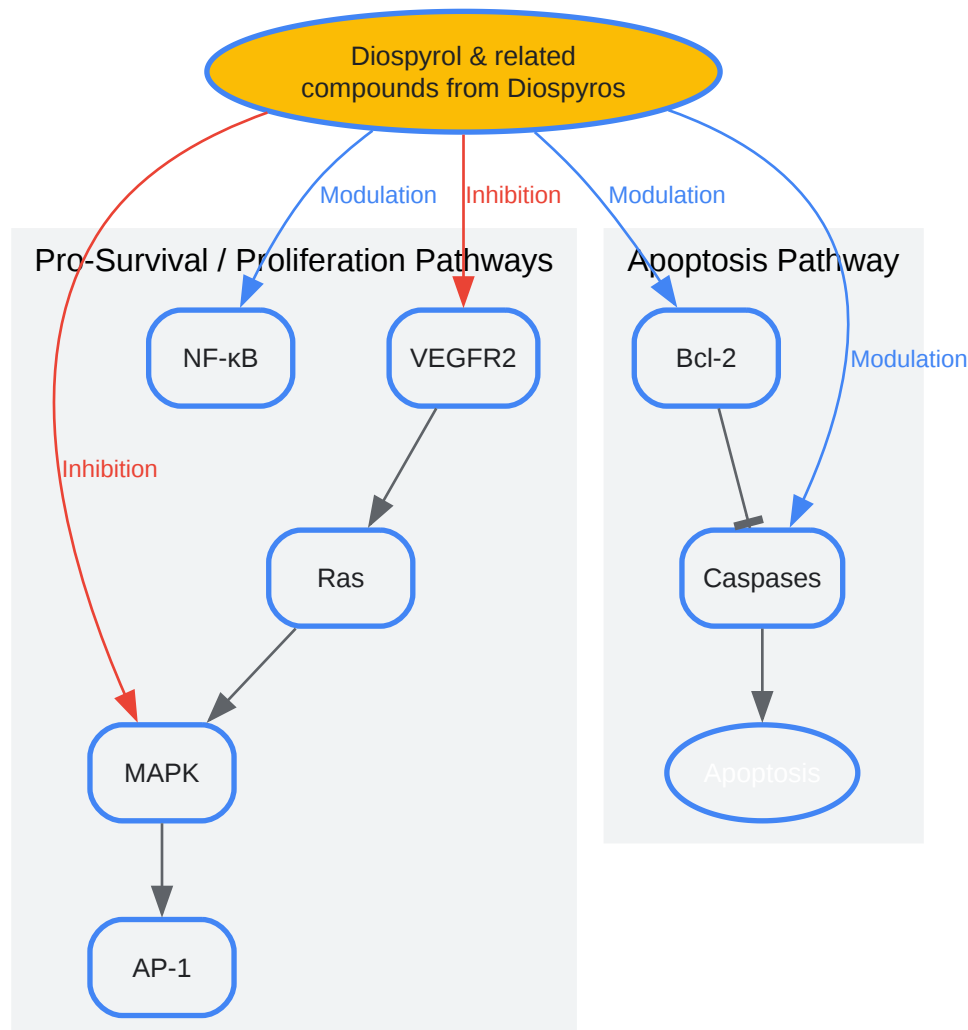 Diospyrol & related
compounds from Diospyros
Modulation
Inhibition
Modulation
Pro-Survival / Proliferation Pathways
Apoptosis Pathway
NF-κB
VEGFR2
Bcl-2
Modulation
Inhibition
Ras
Caspases
MAPK
Apoptosis
AP-1